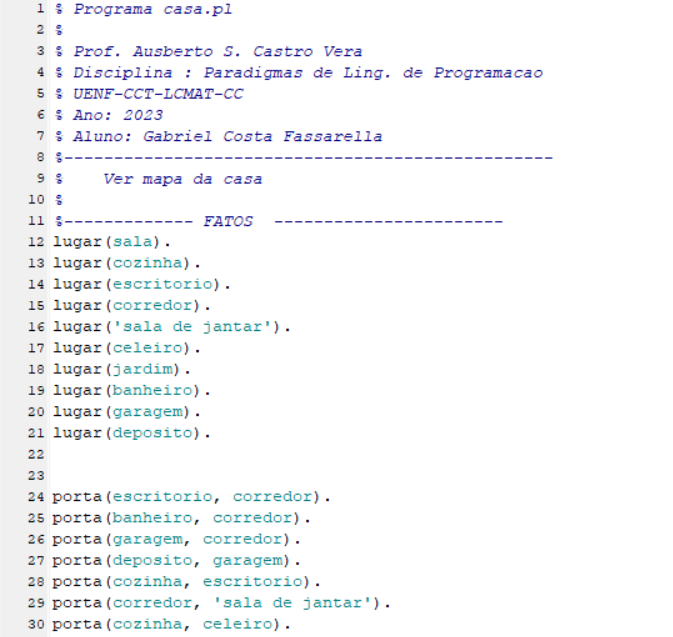 1 % Programa casa.pl
2 %
3 % Prof. Ausberto S. Castro Vera
4 % Disciplina : Paradigmas de Ling. de Programacao
5 % UENF-CCT-LCMAT-CC
6 % Ano: 2023
7 % Aluno: Gabriel Costa Fassarella
8 %-------------------------------------------------
9 %    Ver mapa da casa
10 %
11 %------------- FATOS  -----------------------
12 lugar(sala).
13 lugar(cozinha).
14 lugar(escritorio).
15 lugar(corredor).
16 lugar('sala de jantar').
17 lugar(celeiro).
18 lugar(jardim).
19 lugar(banheiro).
20 lugar(garagem).
21 lugar(deposito).
22
23
24 porta(escritorio, corredor).
25 porta(banheiro, corredor).
26 porta(garagem, corredor).
27 porta(deposito, garagem).
28 porta(cozinha, escritorio).
29 porta(corredor, 'sala de jantar').
30 porta(cozinha, celeiro).